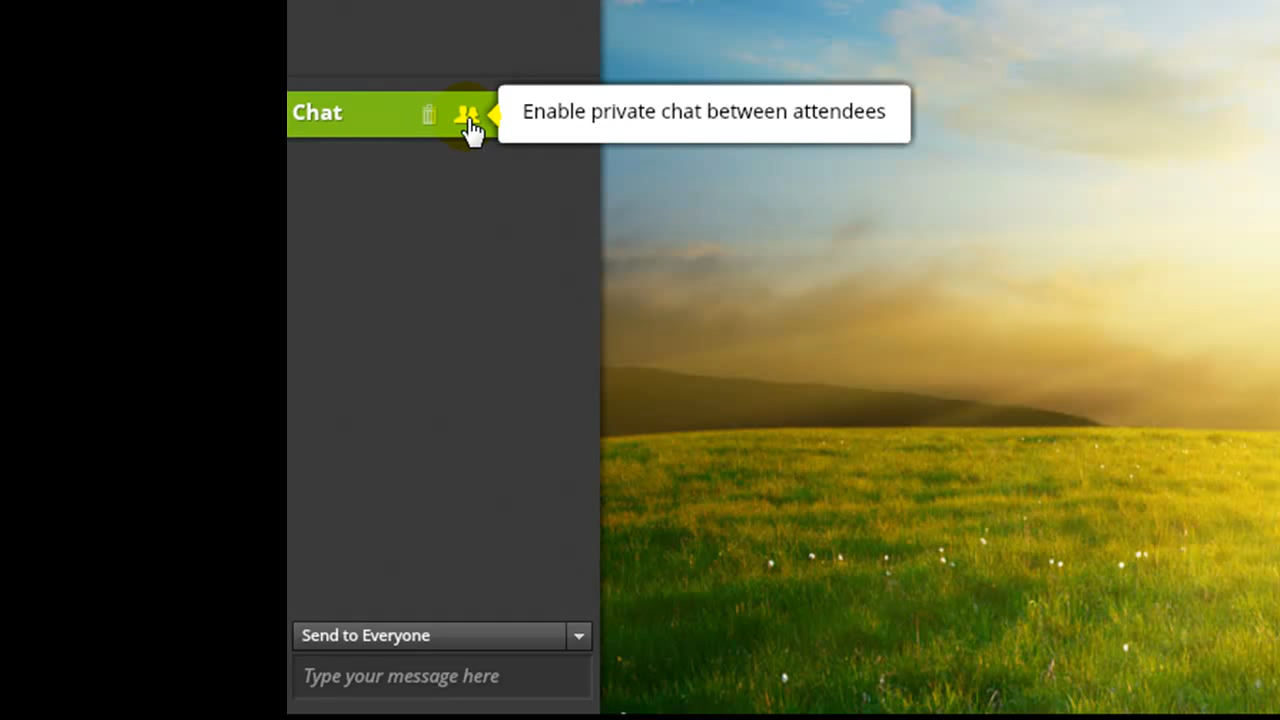 Chat
Enable private chat between attendees
Send to Everyone
Type your message here